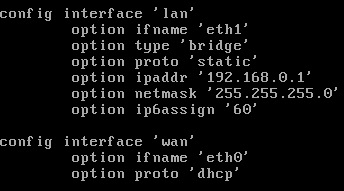 config interface 'lan'
        option ifname 'eth1'
        option type 'bridge'
        option proto 'static'
        option ipaddr '192.168.0.1'
        option netmask '255.255.255.0'
        option ip6assign '60'

config interface 'wan'
        option ifname 'eth0'
        option proto 'dhcp'